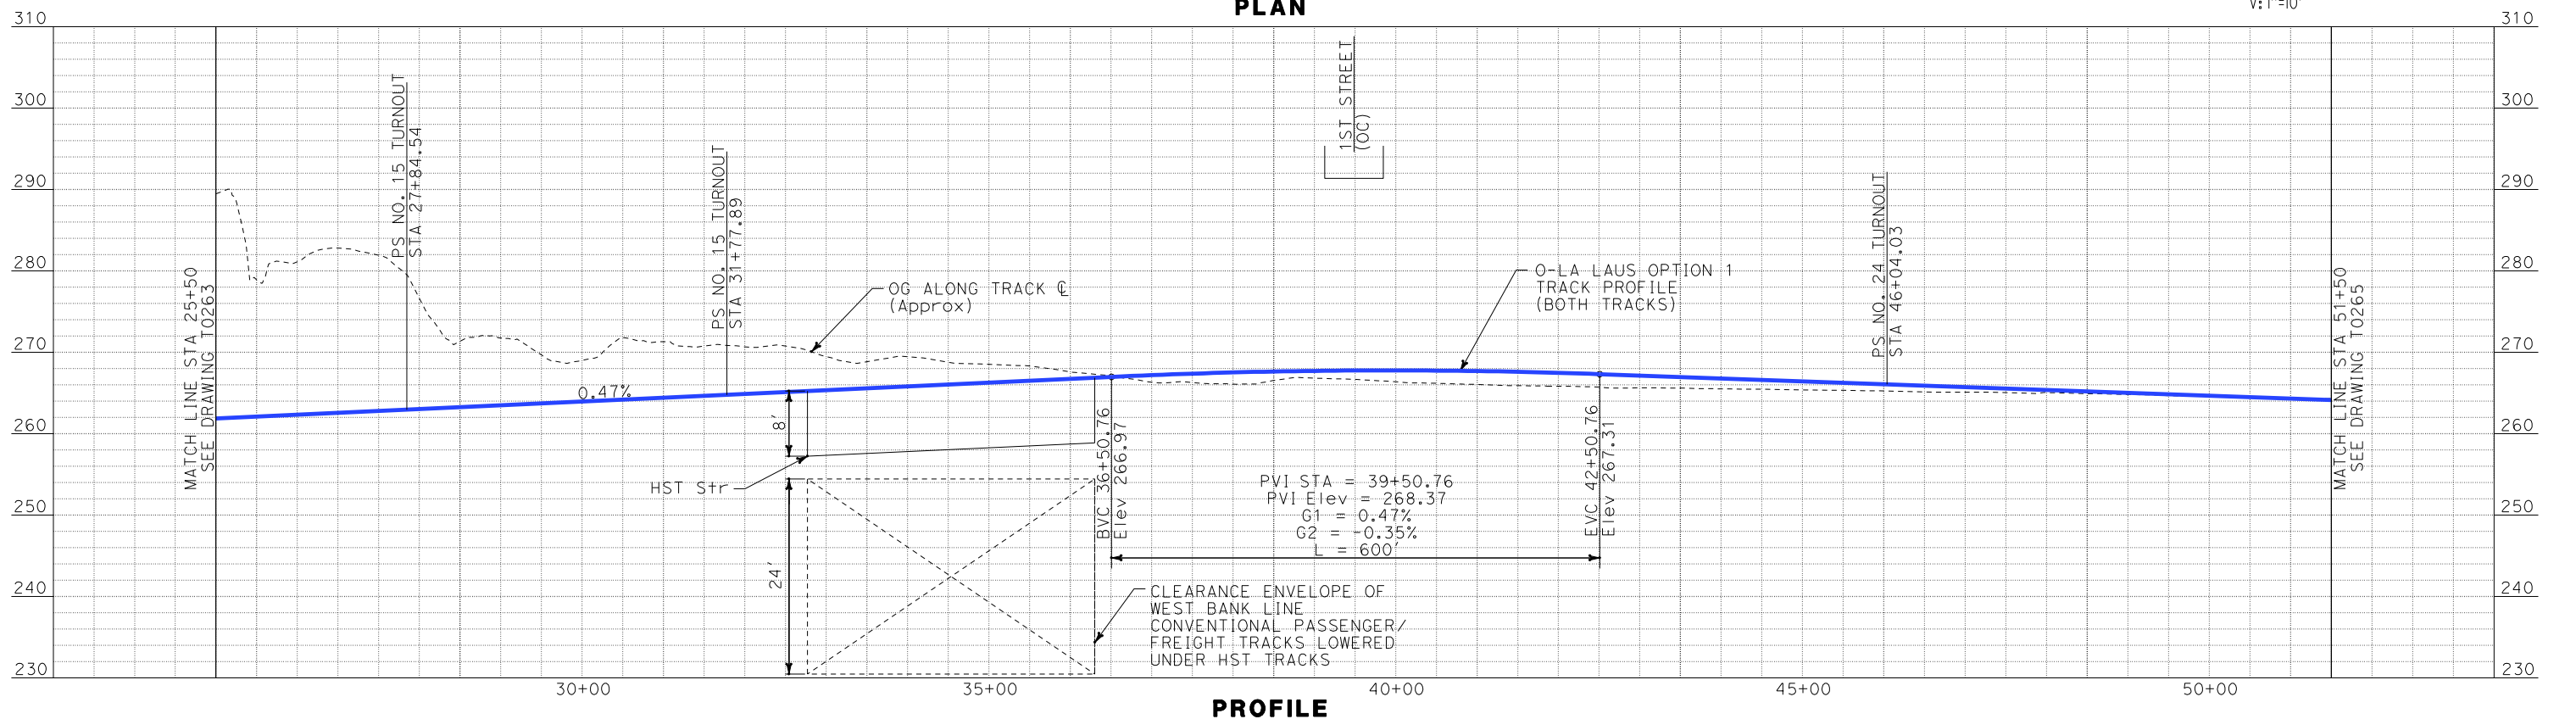 PLAN
V:1"=10'
310
300
290
280
270
260
250
240
230
310
300
290
280
270
260
250
240
230
MATCH LINE STA 25+50
SEE DRAWING T0263
PS NO. 15 TURNOUT
STA 27+84.54
0.47%
PS NO. 15 TURNOUT
STA 31+77.89
OG ALONG TRACK ℄
(Approx)
8'
HST Str
24'
BVC 36+50.76
Elev 266.97
1ST STREET
(OC)
PVI STA = 39+50.76
PVI Elev = 268.37
G1 = 0.47%
G2 = -0.35%
L = 600'
CLEARANCE ENVELOPE OF
WEST BANK LINE
CONVENTIONAL PASSENGER/
FREIGHT TRACKS LOWERED
UNDER HST TRACKS
O-LA LAUS OPTION 1
TRACK PROFILE
(BOTH TRACKS)
EVC 42+50.76
Elev 267.31
PS NO. 24 TURNOUT
STA 46+04.03
MATCH LINE STA 51+50
SEE DRAWING T0265
30+00
35+00
40+00
45+00
50+00
PROFILE